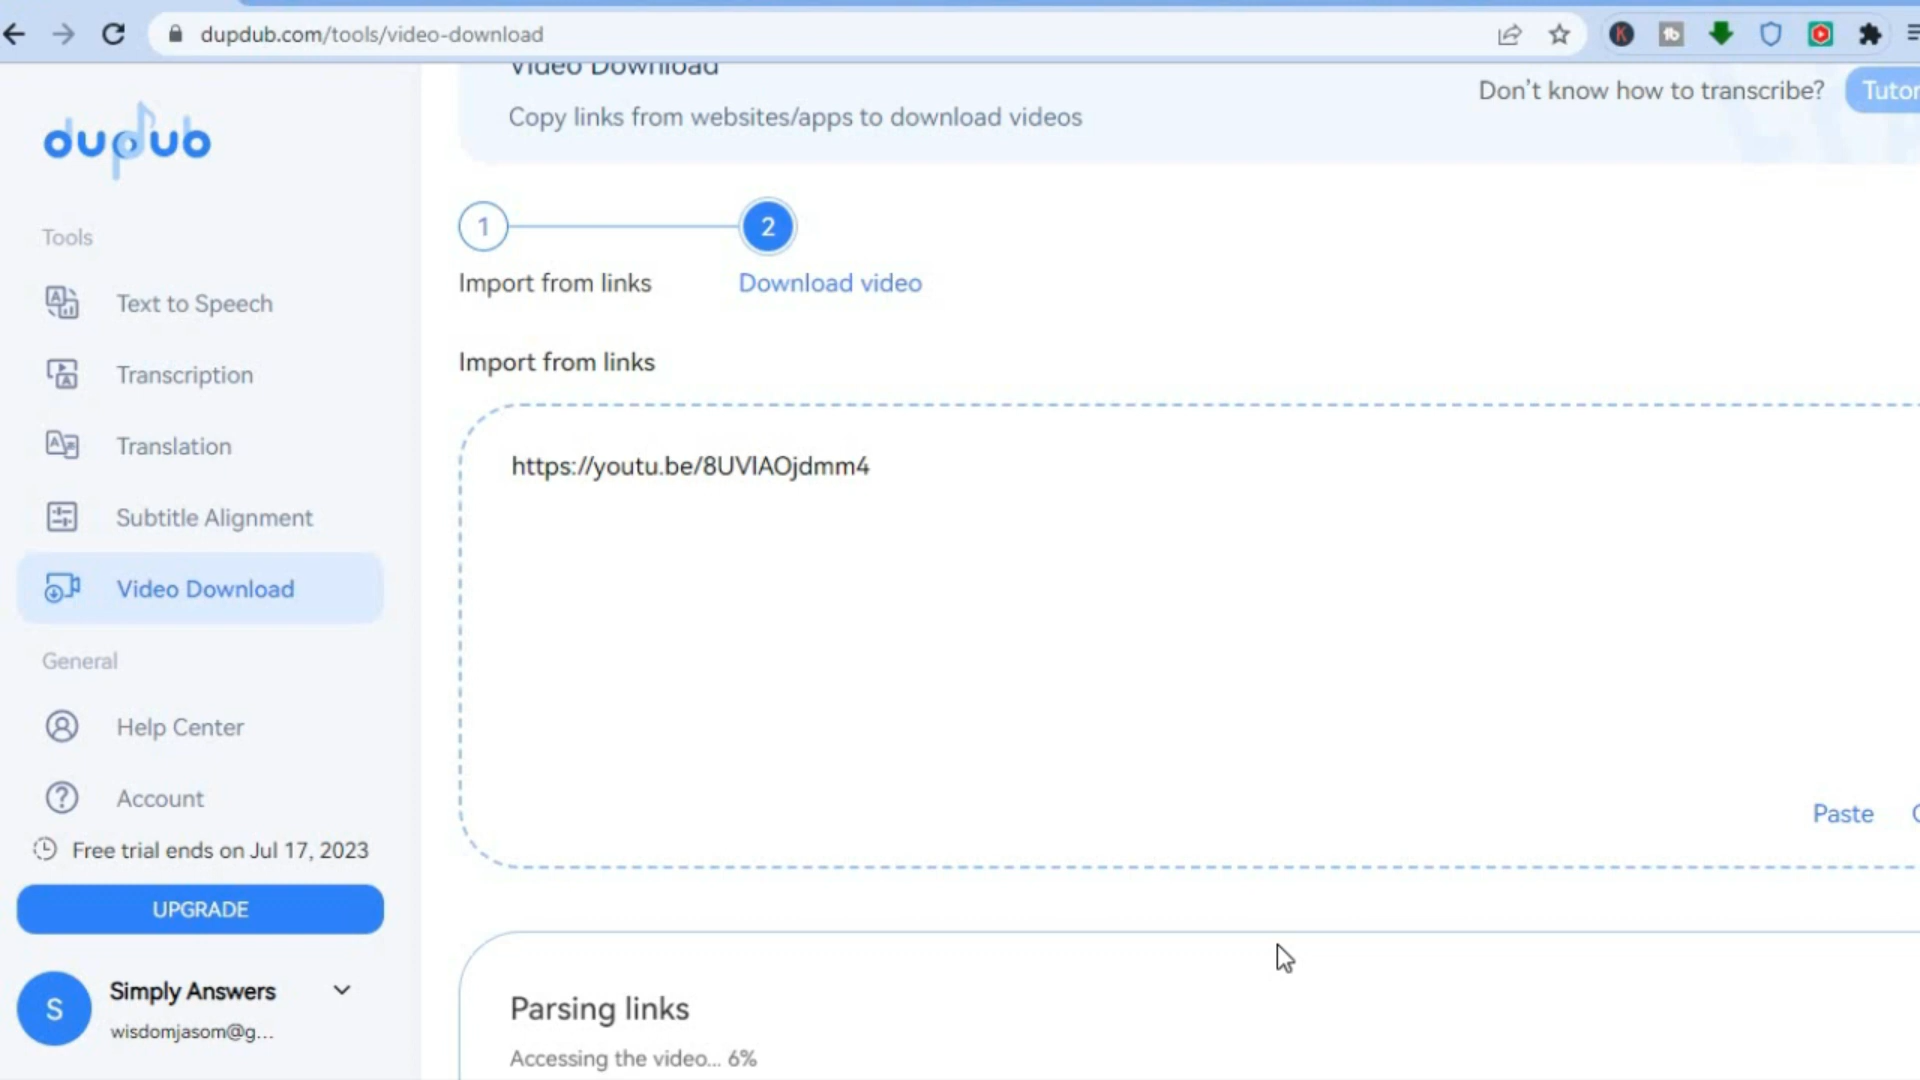 dupdub.com/tools/video-download
Video Download
Copy links from websites/apps to download videos
Don't know how to transcribe?
dupdub
Tools
Text to Speech
Transcription
Translation
Subtitle Alignment
Video Download
General
Help Center
Account
Free trial ends on Jul 17, 2023
UPGRADE
S
Simply Answers
wisdomjasom@g...
1
2
Import from links
Download video
Import from links
https://youtu.be/8UVlAOjdmm4
Paste
Parsing links
Accessing the video... 6%